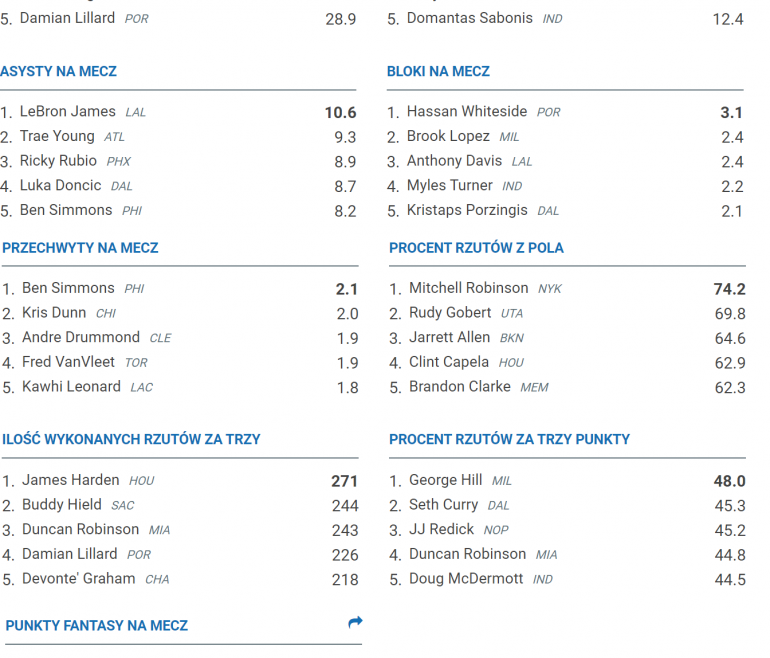 5. Damian Lillard POR 28.9
5. Domantas Sabonis IND 12.4
ASYSTY NA MECZ
1. LeBron James LAL 10.6
2. Trae Young ATL 9.3
3. Ricky Rubio PHX 8.9
4. Luka Doncic DAL 8.7
5. Ben Simmons PHI 8.2
BLOKI NA MECZ
1. Hassan Whiteside POR 3.1
2. Brook Lopez MIL 2.4
3. Anthony Davis LAL 2.4
4. Myles Turner IND 2.2
5. Kristaps Porzingis DAL 2.1
PRZECHWYTY NA MECZ
1. Ben Simmons PHI 2.1
2. Kris Dunn CHI 2.0
3. Andre Drummond CLE 1.9
4. Fred VanVleet TOR 1.9
5. Kawhi Leonard LAC 1.8
PROCENT RZUTÓW Z POLA
1. Mitchell Robinson NYK 74.2
2. Rudy Gobert UTA 69.8
3. Jarrett Allen BKN 64.6
4. Clint Capela HOU 62.9
5. Brandon Clarke MEM 62.3
ILOŚĆ WYKONANYCH RZUTÓW ZA TRZY
1. James Harden HOU 271
2. Buddy Hield SAC 244
3. Duncan Robinson MIA 243
4. Damian Lillard POR 226
5. Devonte' Graham CHA 218
PROCENT RZUTÓW ZA TRZY PUNKTY
1. George Hill MIL 48.0
2. Seth Curry DAL 45.3
3. JJ Redick NOP 45.2
4. Duncan Robinson MIA 44.8
5. Doug McDermott IND 44.5
PUNKTY FANTASY NA MECZ